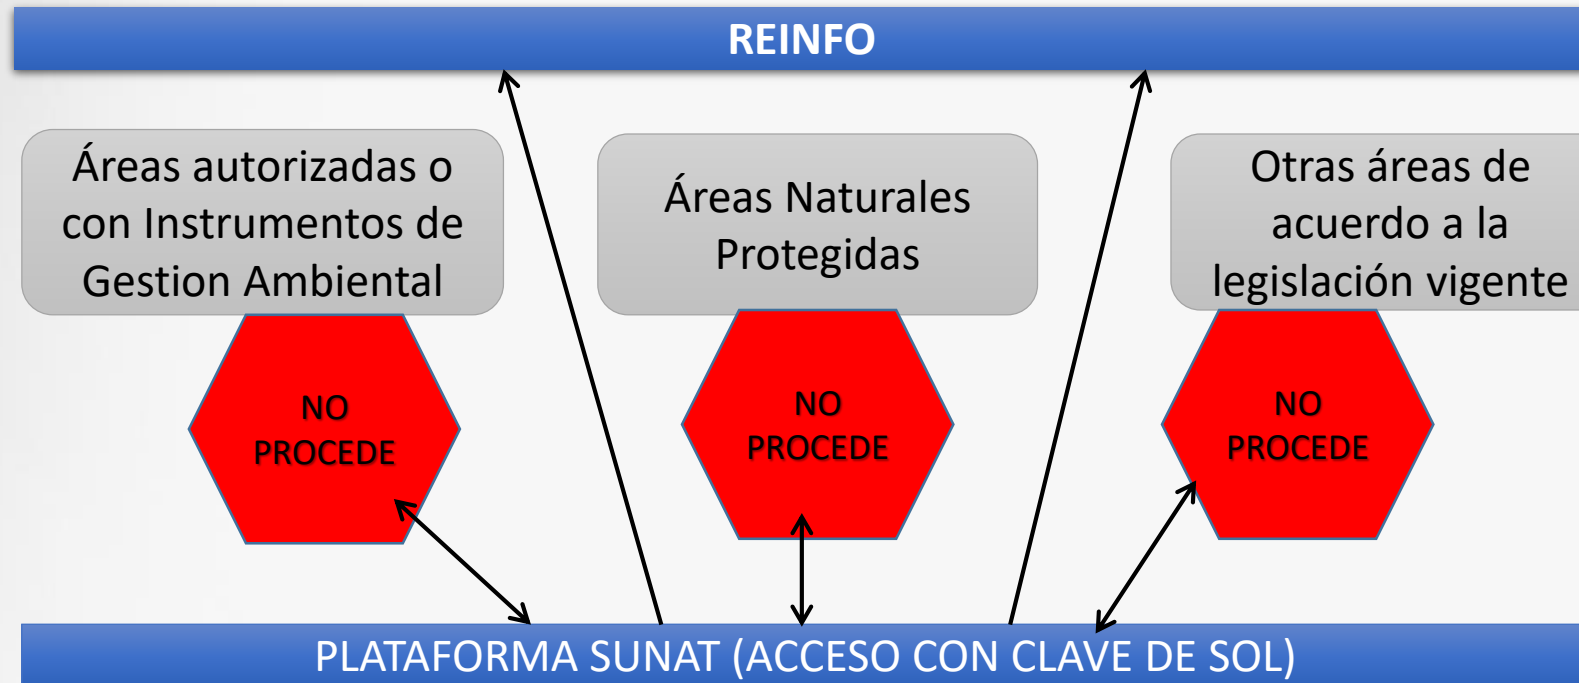 REINFO
Áreas autorizadas o
con Instrumentos de
Gestion Ambiental
Áreas Naturales
Protegidas
Otras áreas de
acuerdo a la
legislación vigente
NO
PROCEDE
NO
PROCEDE
NO
PROCEDE
PLATAFORMA SUNAT (ACCESO CON CLAVE DE SOL)